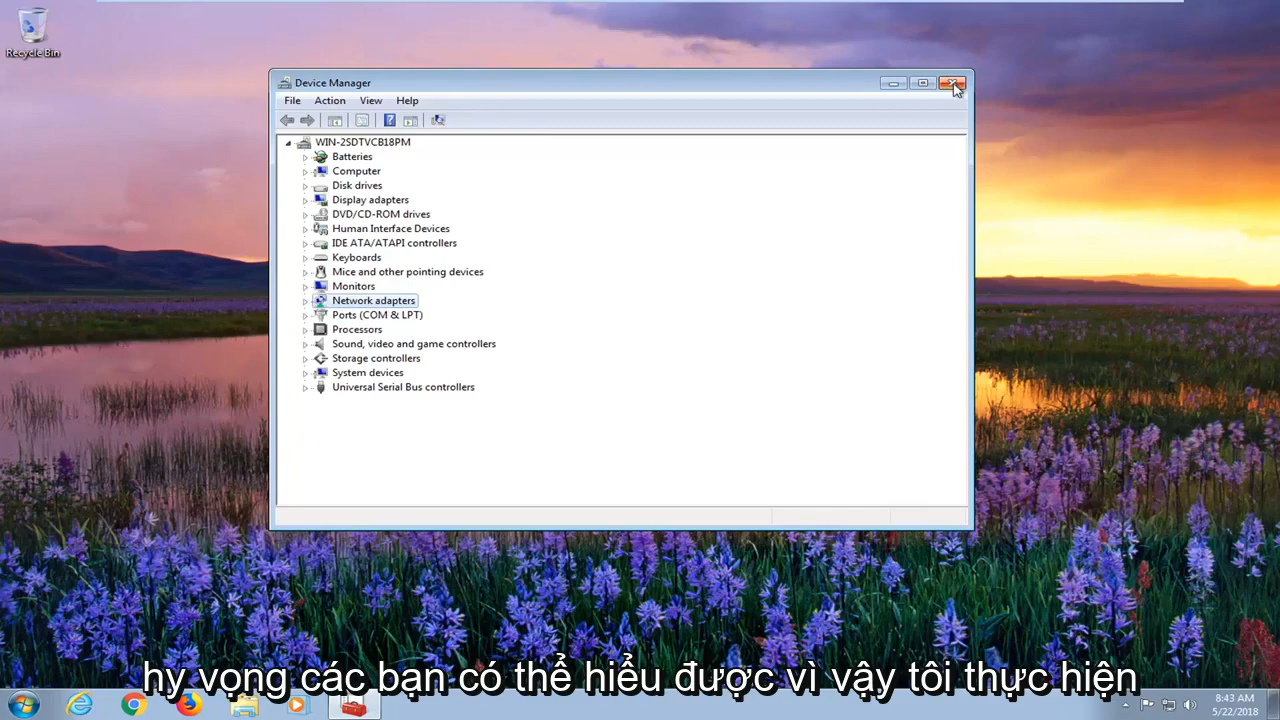 Recycle Bin
Device Manager
File Action View Help
WIN-2SDTVCB18PM
Batteries
Computer
Disk drives
Display adapters
DVD/CD-ROM drives
Human Interface Devices
IDE ATA/ATAPI controllers
Keyboards
Mice and other pointing devices
Monitors
Network adapters
Ports (COM & LPT)
Processors
Sound, video and game controllers
Storage controllers
System devices
Universal Serial Bus controllers
hy vọng các bạn có thể hiểu được vì vậy tôi thực hiện
8:43 AM
5/22/2018